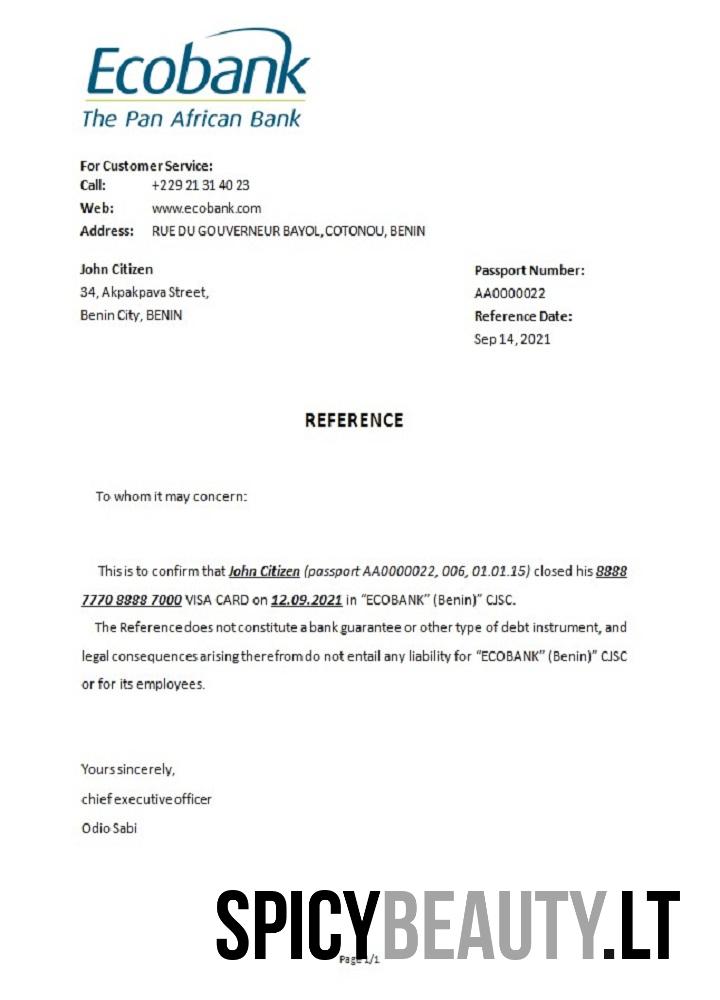 Ecobank
The Pan African Bank
For Customer Service:
Call: +229 21 31 40 23
Web: www.ecobank.com
Address: RUE DU GOUVERNEUR BAYOL, COTONOU, BENIN
John Citizen
34, Akpakpava Street,
Benin City, BENIN
Passport Number:
AA0000022
Reference Date:
Sep 14, 2021
REFERENCE
To whom it may concern:
This is to confirm that John Citizen (passport AA0000022, 006, 01.01.15) closed his 8888
7770 8888 7000 VISA CARD on 12.09.2021 in “ECOBANK” (Benin)” CJSC.
The Reference does not constitute a bank guarantee or other type of debt instrument, and
legal consequences arising therefrom do not entail any liability for “ECOBANK” (Benin)” CJSC
or for its employees.
Yours sincerely,
chief executive officer
Odio Sabi
SPICYBEAUTY.LT
Page 1/1